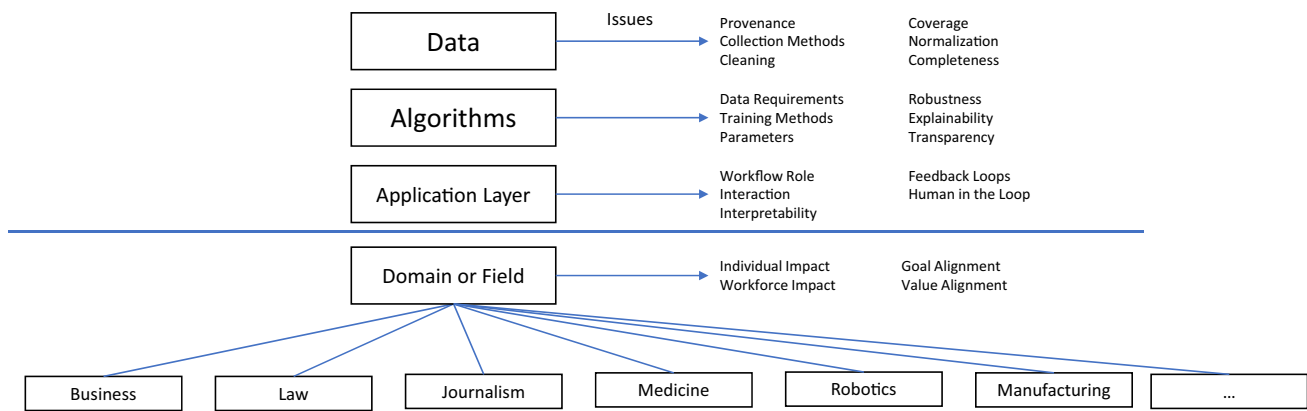 Issues
Data
Provenance
Collection Methods
Cleaning
Coverage
Normalization
Completeness
Algorithms
Data Requirements
Training Methods
Parameters
Robustness
Explainability
Transparency
Application Layer
Workflow Role
Interaction
Interpretability
Feedback Loops
Human in the Loop
Domain or Field
Individual Impact
Workforce Impact
Goal Alignment
Value Alignment
Business
Law
Journalism
Medicine
Robotics
Manufacturing
...